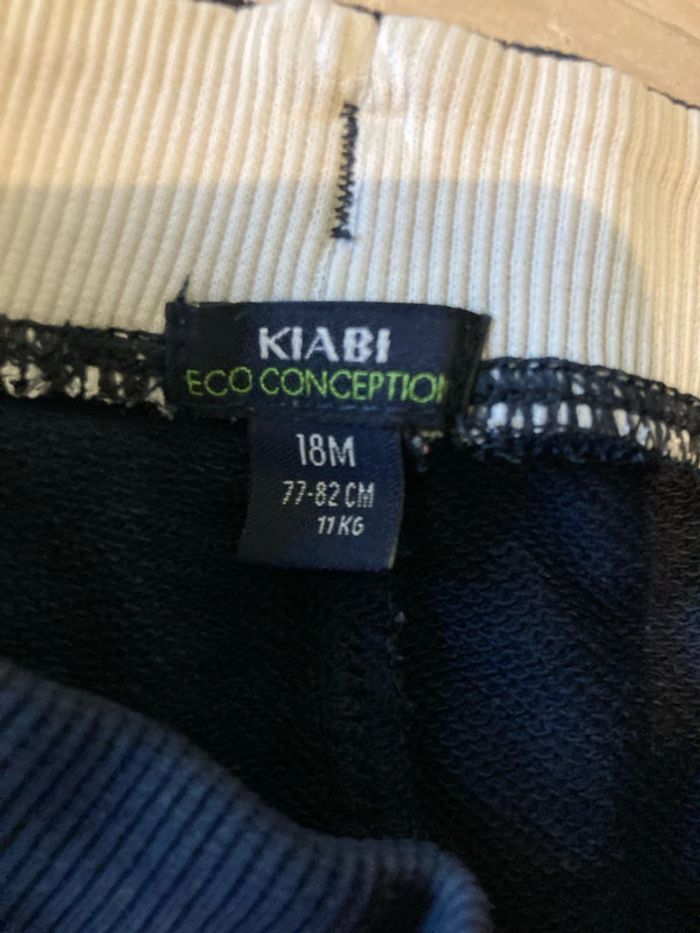 KIABI
ECO CONCEPTION
18M
77-82 CM
11 KG